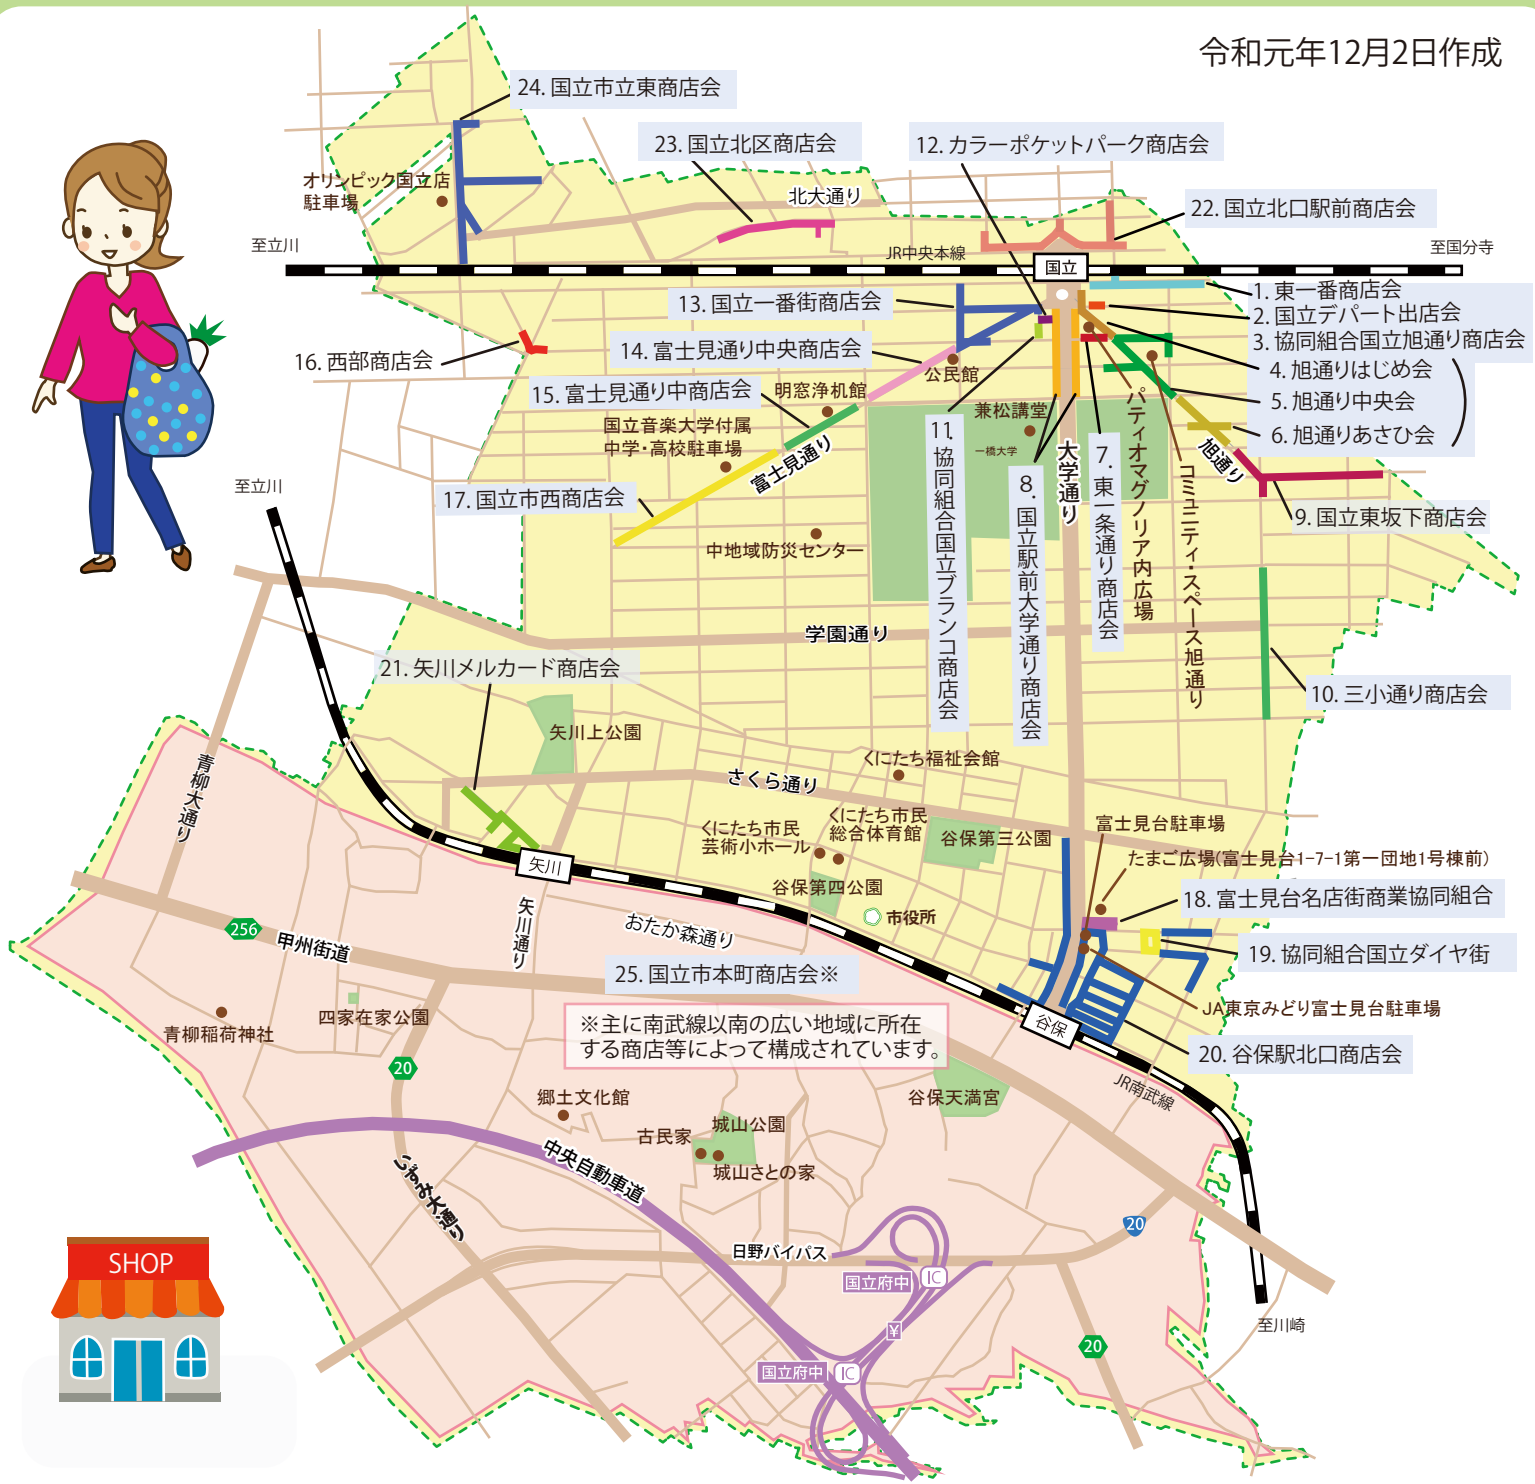 令和元年12月2日作成
24. 国立市立東商店会
23. 国立北区商店会
12. カラーポケットパーク商店会
オリンピック国立店
駐車場
北大通り
22. 国立北口駅前商店会
至立川
JR中央本線
至国分寺
国立
1. 東一番商店会
2. 国立デパート出店会
3. 協同組合国立旭通り商店会
4. 旭通りはじめ会
5. 旭通り中央会
6. 旭通りあさひ会
13. 国立一番街商店会
14. 富士見通り中央商店会
16. 西部商店会
15. 富士見通り中商店会
公民館
明窓浄机館
国立音楽大学付属
中学・高校駐車場
兼松講堂
一橋大学
富士見通り
17. 国立市西商店会
中地域防災センター
11. 協同組合国立ブランコ商店会
8. 国立駅前大学通り商店会
大学通り
7. 東一条通り商店会
パティオマグノリア内広場
コミュニティ・スペース旭通り
旭通り
9. 国立東坂下商店会
至立川
学園通り
10. 三小通り商店会
21. 矢川メルカード商店会
矢川上公園
青柳大通り
さくら通り
くにたち福祉会館
くにたち市民
芸術小ホール
くにたち市民
総合体育館
谷保第三公園
富士見台駐車場
たまご広場(富士見台1-7-1第一団地1号棟前)
矢川
谷保第四公園
市役所
18. 富士見台名店街商業協同組合
19. 協同組合国立ダイヤ街
256
甲州街道
矢川通り
おたか森通り
25. 国立市本町商店会※
※主に南武線以南の広い地域に所在
する商店等によって構成されています。
JA東京みどり富士見台駐車場
谷保
20. 谷保駅北口商店会
JR南武線
青柳稲荷神社
四家在家公園
20
郷土文化館
谷保天満宮
古民家
城山公園
城山さとの家
中央自動車道
いずみ大通り
日野バイパス
20
国立府中
IC
¥
国立府中
IC
20
至川崎
SHOP